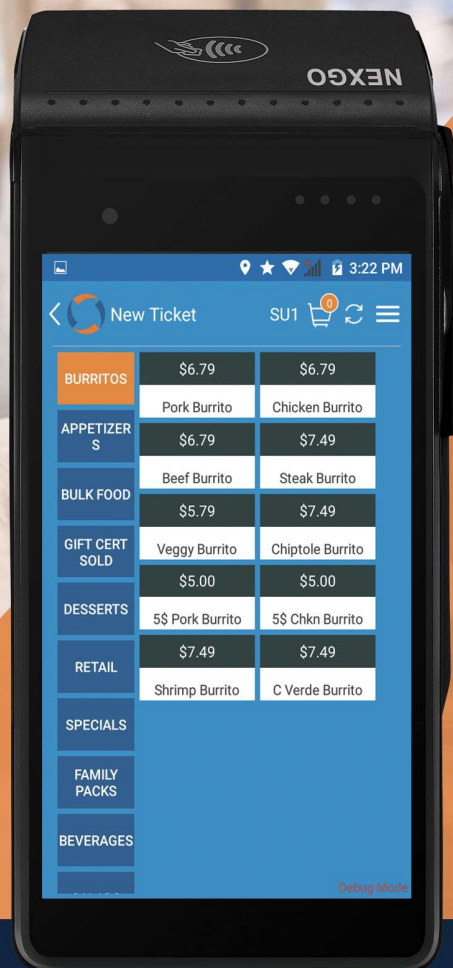 NEXGO
3:22 PM
New Ticket SU1 0
BURRITOS
APPETIZER
S
BULK FOOD
GIFT CERT
SOLD
DESSERTS
RETAIL
SPECIALS
FAMILY
PACKS
BEVERAGES
$6.79 $6.79
Pork Burrito Chicken Burrito
$6.79 $7.49
Beef Burrito Steak Burrito
$5.79 $7.49
Veggy Burrito Chiptole Burrito
$5.00 $5.00
5$ Pork Burrito 5$ Chkn Burrito
$7.49 $7.49
Shrimp Burrito C Verde Burrito
Debug Mode